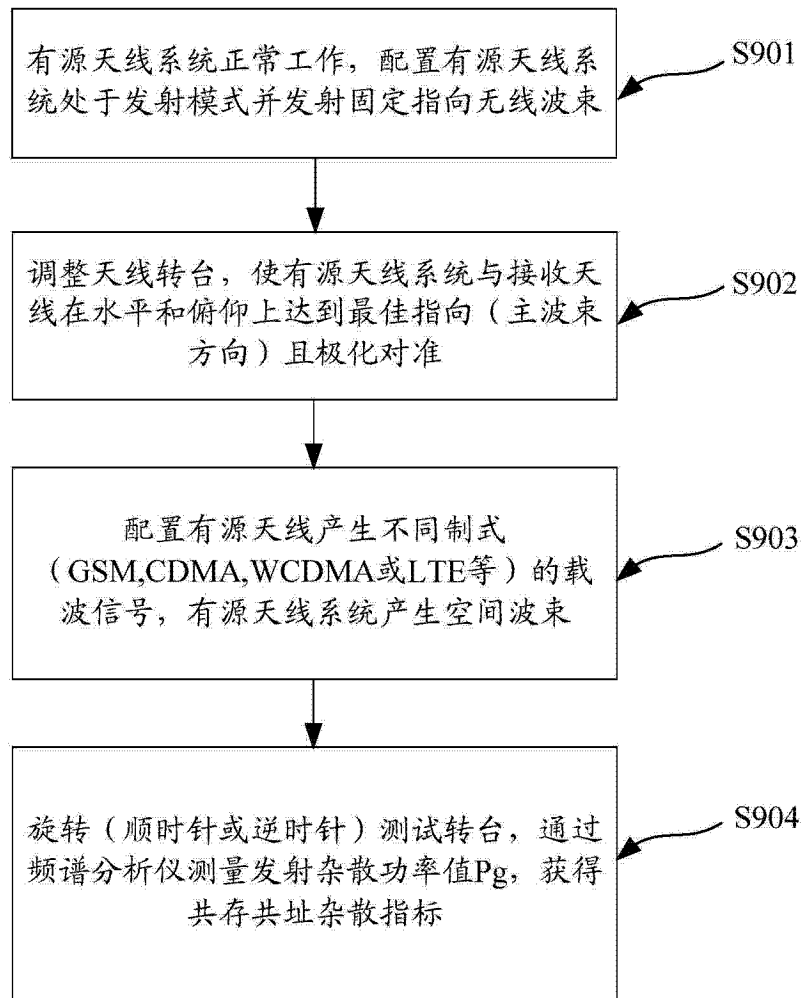 有源天线系统正常工作，配置有源天线系
统处于发射模式并发射固定指向无线波束
S901
调整天线转台，使有源天线系统与接收天
线在水平和俯仰上达到最佳指向（主波束
方向）且极化对准
S902
配置有源天线产生不同制式
（GSM,CDMA,WCDMA或LTE等）的载
波信号，有源天线系统产生空间波束
S903
旋转（顺时针或逆时针）测试转台，通过
频谱分析仪测量发射杂散功率值Pg，获得
共存共址杂散指标
S904